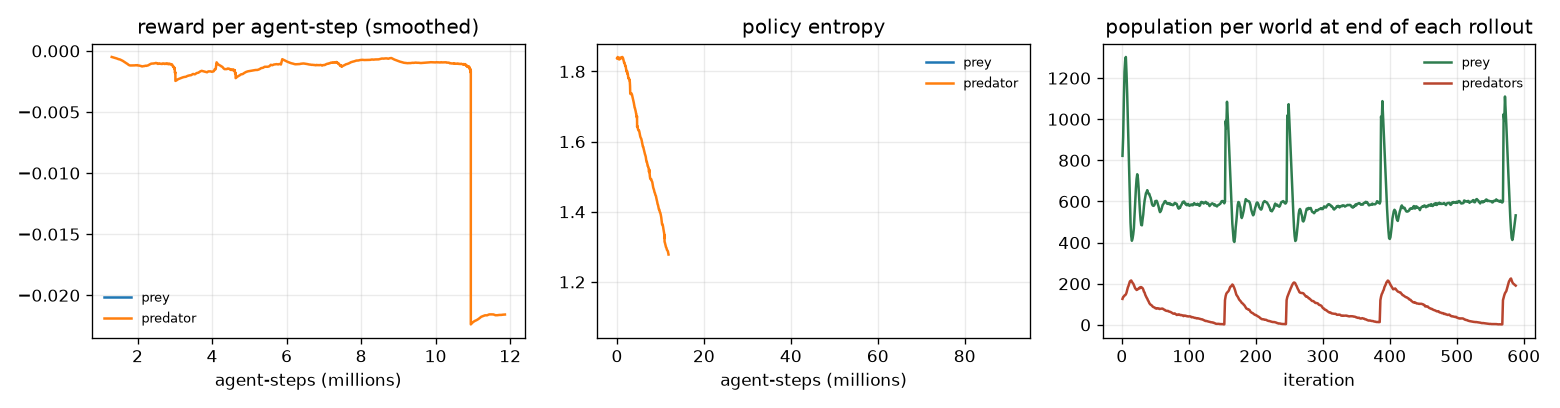 reward per agent-step (smoothed)
0.000
−0.005
−0.010
−0.015
−0.020
prey
predator
2 4 6 8 10 12
agent-steps (millions)
policy entropy
prey
predator
1.8
1.6
1.4
1.2
0 20 40 60 80
agent-steps (millions)
population per world at end of each rollout
prey
predators
1200
1000
800
600
400
200
0
0 100 200 300 400 500 600
iteration